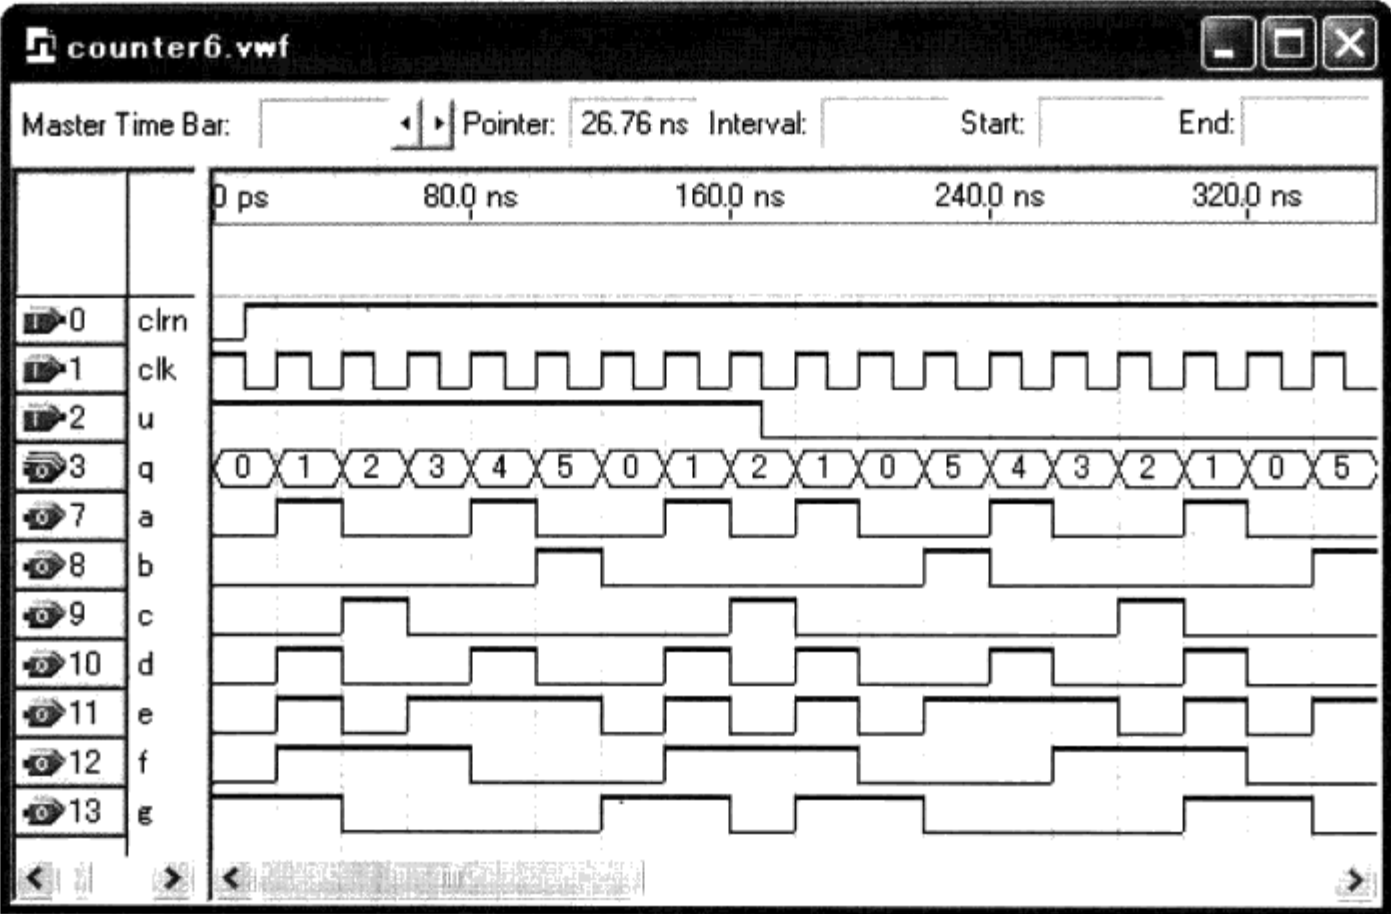 counter6.vwf
Master Time Bar: Pointer: 26.76 ns Interval: Start: End:
0 ps 80.0 ns 160.0 ns 240.0 ns 320.0 ns
0 clrn
1 clk
2 u
3 q 0 1 2 3 4 5 0 1 2 1 0 5 4 3 2 1 0 5
7 a
8 b
9 c
10 d
11 e
12 f
13 g